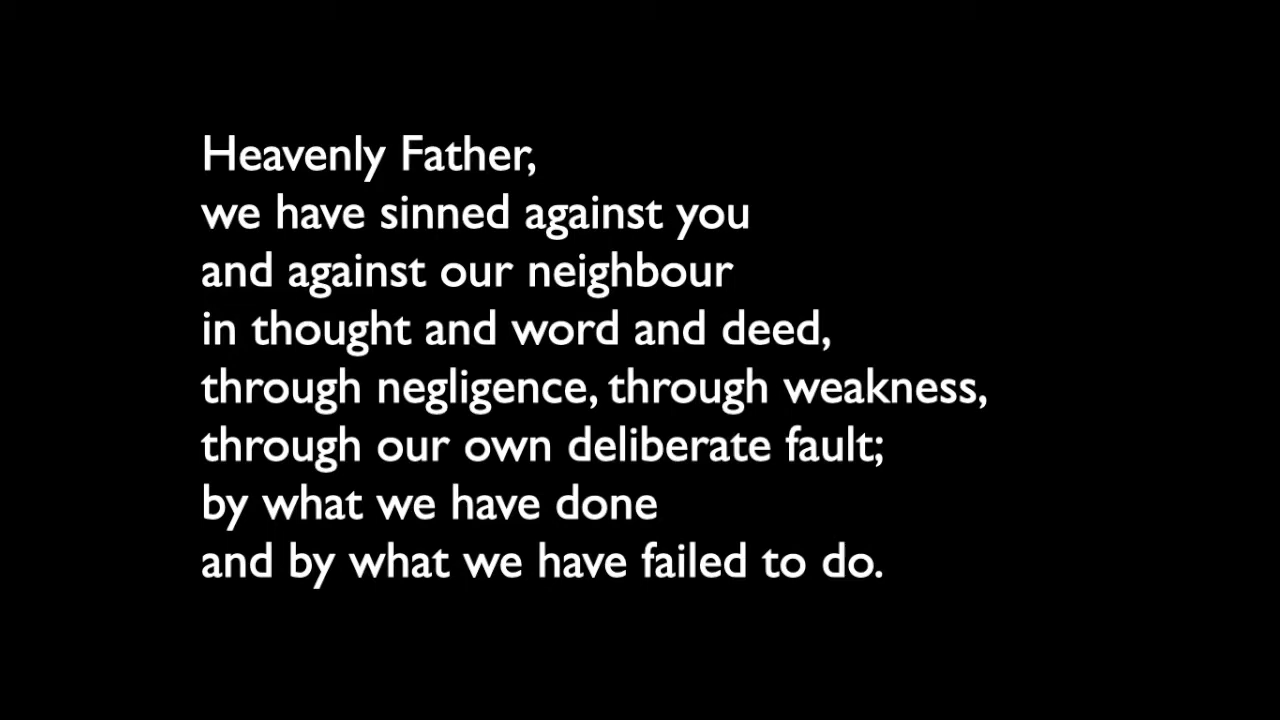 Heavenly Father,
we have sinned against you
and against our neighbour
in thought and word and deed,
through negligence, through weakness,
through our own deliberate fault;
by what we have done
and by what we have failed to do.